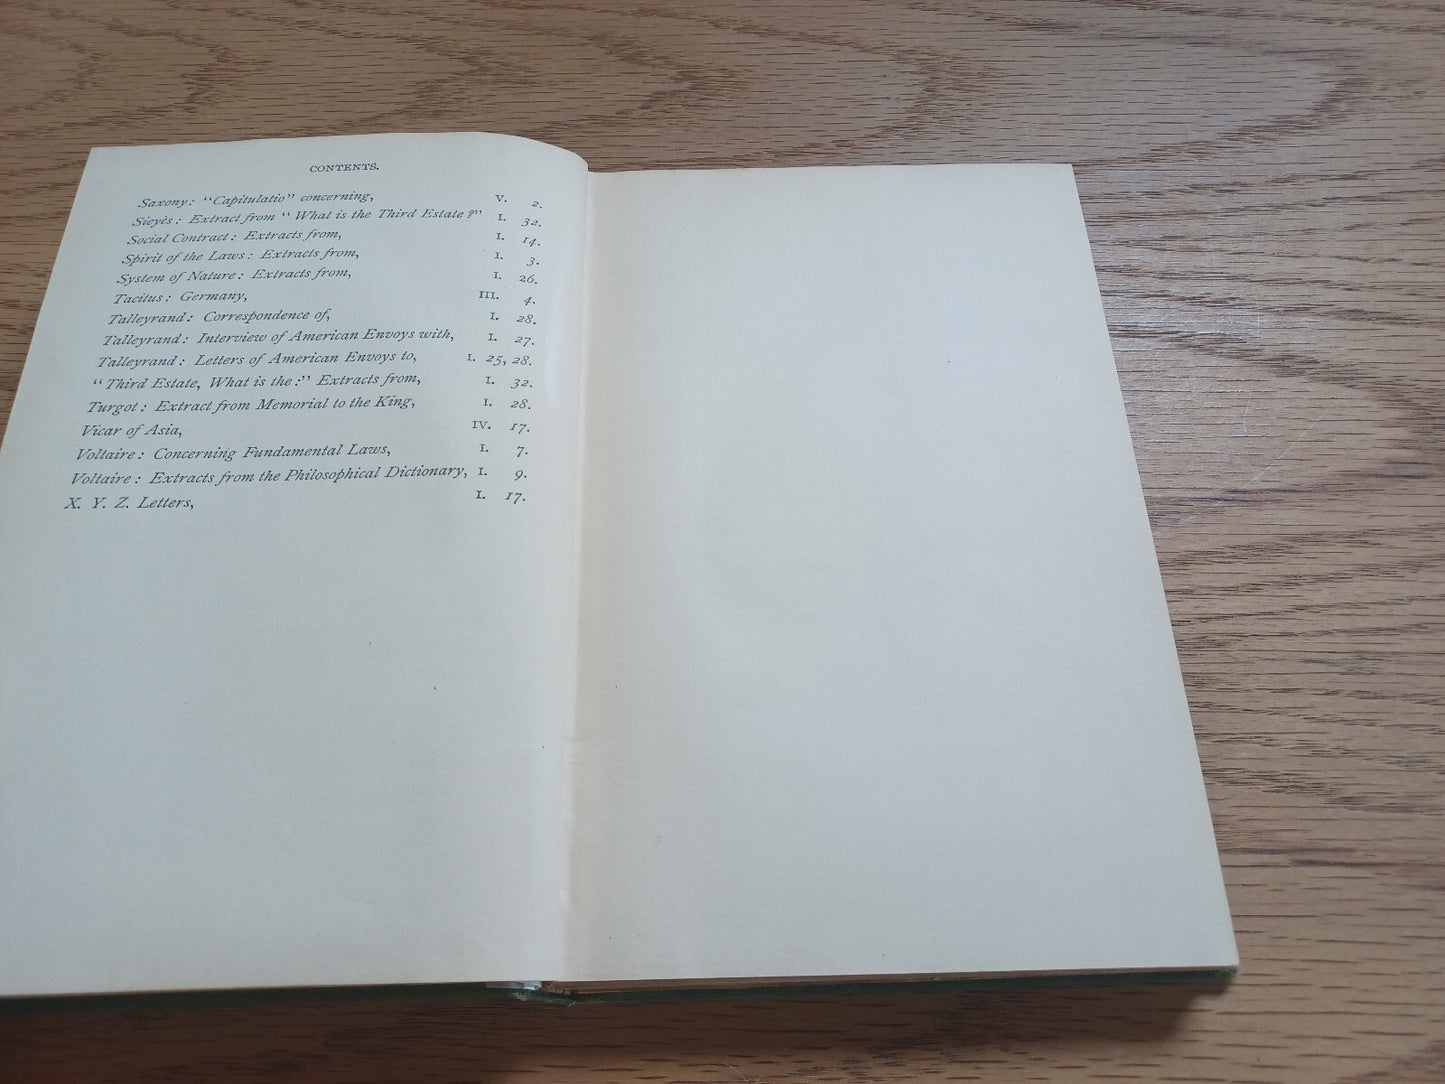 CONTENTS.
Saxony: "Capitulatio" concerning, V. 2.
Sieyès: Extract from "What is the Third Estate?" I. 32.
Social Contract: Extracts from, I. 14.
Spirit of the Laws: Extracts from, I. 3.
System of Nature: Extracts from, I. 26.
Tacitus: Germany, III. 4.
Talleyrand: Correspondence of, I. 28.
Talleyrand: Interview of American Envoys with, I. 27.
Talleyrand: Letters of American Envoys to, I. 25, 28.
"Third Estate, What is the:" Extracts from, I. 32.
Turgot: Extract from Memorial to the King, I. 28.
Vicar of Asia, IV. 17.
Voltaire: Concerning Fundamental Laws, I. 7.
Voltaire: Extracts from the Philosophical Dictionary, I. 9.
X. Y. Z. Letters, I. 17.